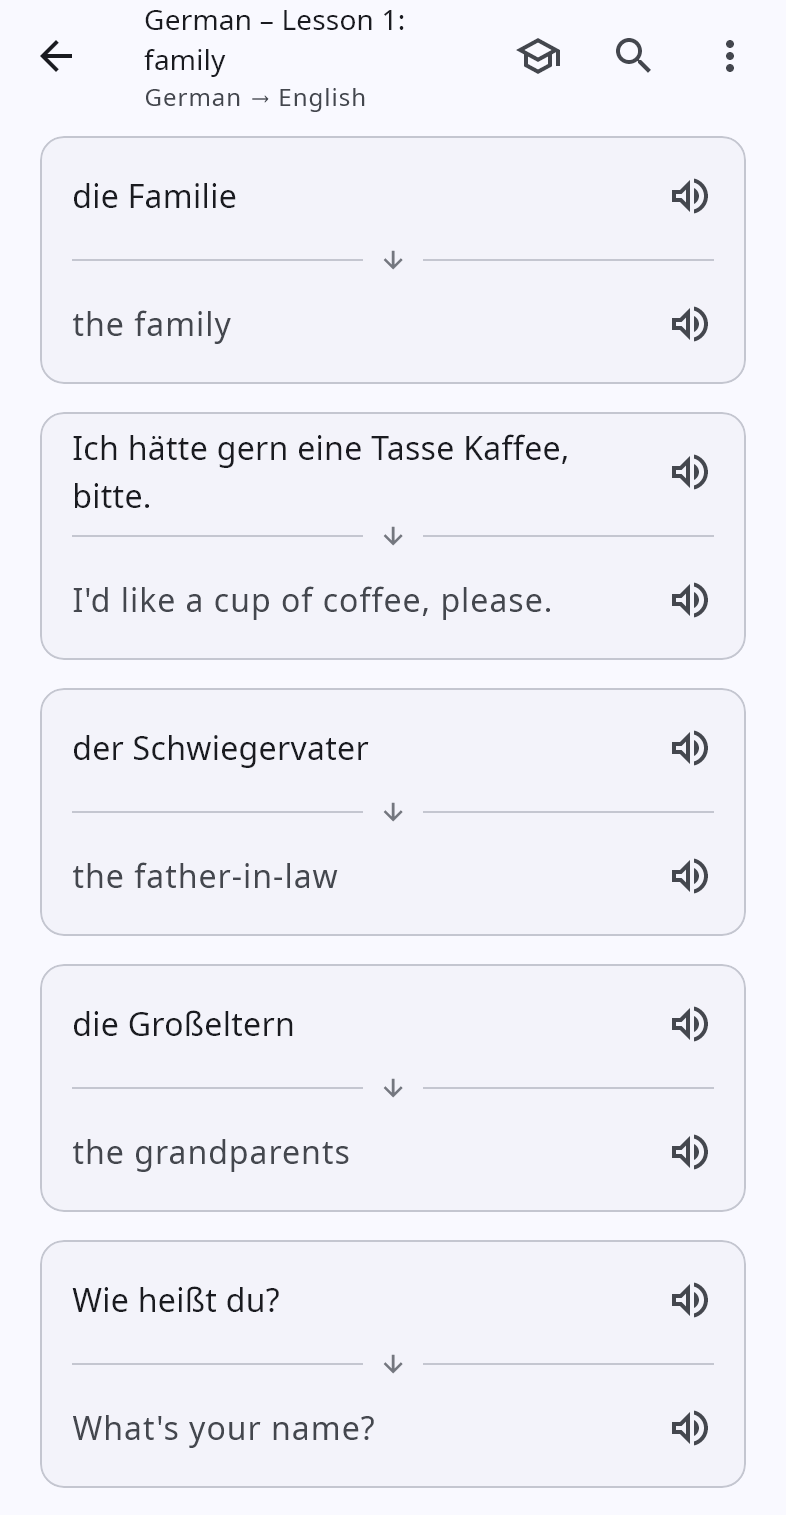 German – Lesson 1:
family
German → English
die Familie
the family
Ich hätte gern eine Tasse Kaffee,
bitte.
I'd like a cup of coffee, please.
der Schwiegervater
the father-in-law
die Großeltern
the grandparents
Wie heißt du?
What's your name?